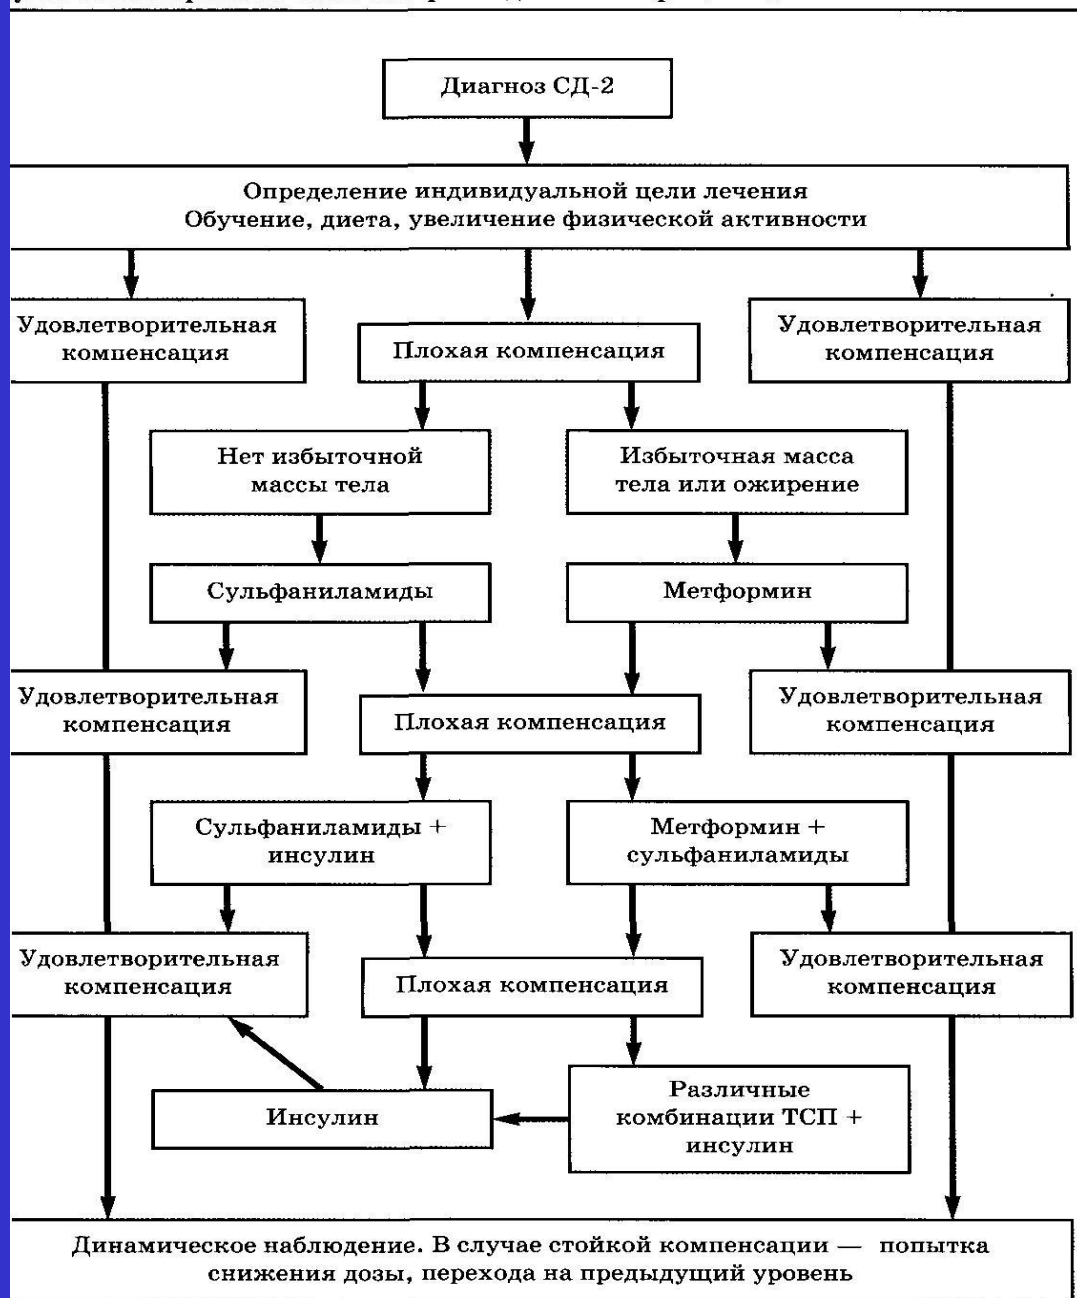 Диагноз СД-2
Определение индивидуальной цели лечения
Обучение, диета, увеличение физической активности
Удовлетворительная
компенсация
Плохая компенсация
Удовлетворительная
компенсация
Нет избыточной
массы тела
Избыточная масса
тела или ожирение
Сульфаниламиды
Метформин
Удовлетворительная
компенсация
Плохая компенсация
Удовлетворительная
компенсация
Сульфаниламиды +
инсулин
Метформин +
сульфаниламиды
Удовлетворительная
компенсация
Плохая компенсация
Удовлетворительная
компенсация
Инсулин
Различные
комбинации ТСП +
инсулин
Динамическое наблюдение. В случае стойкой компенсации — попытка
снижения дозы, перехода на предыдущий уровень